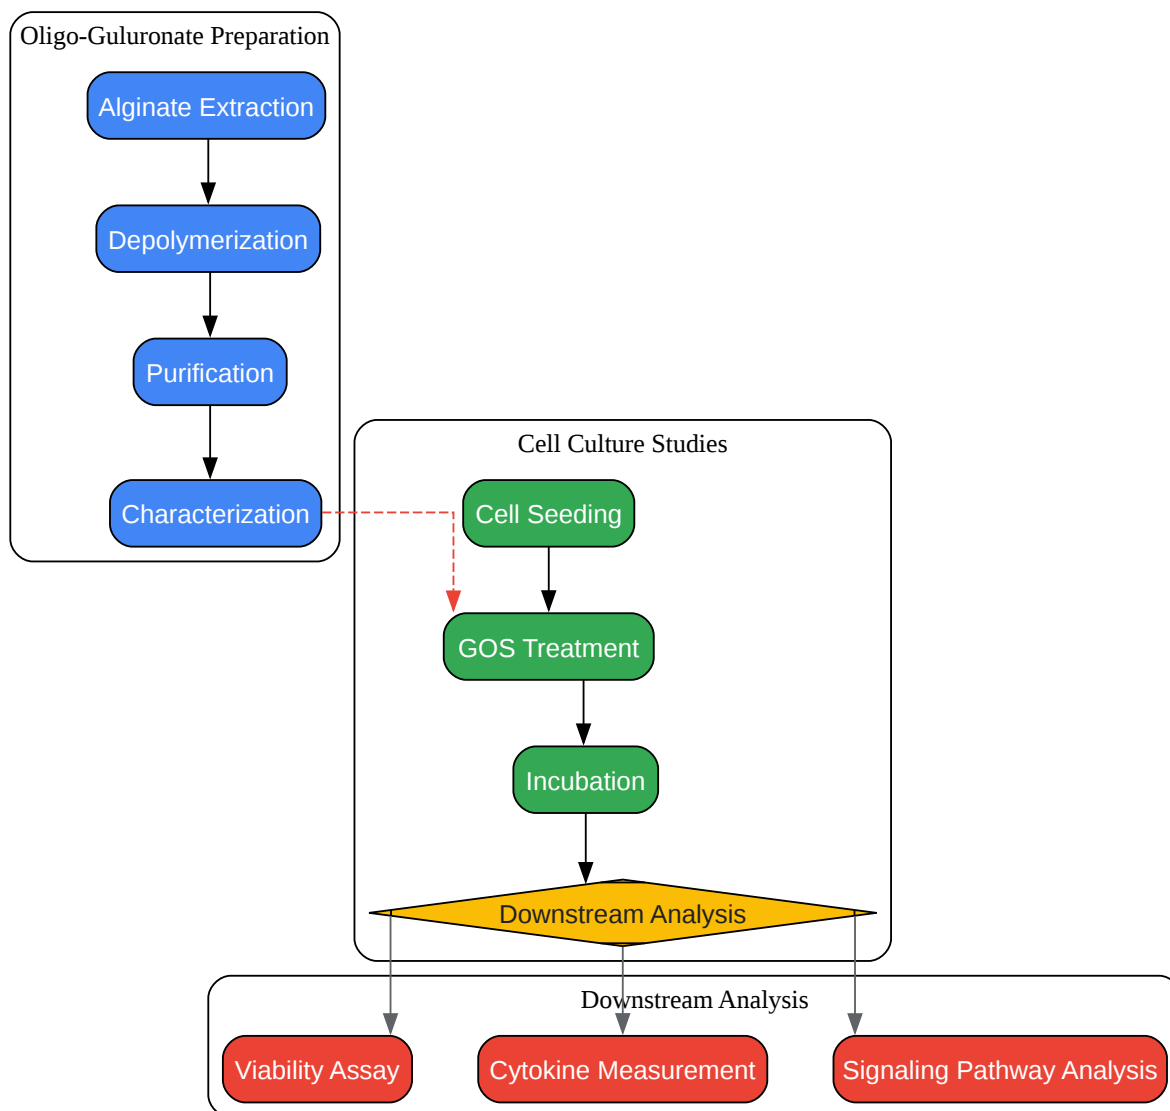 Oligo-Guluronate Preparation
Alginate Extraction
Depolymerization
Purification
Characterization
Cell Culture Studies
Cell Seeding
GOS Treatment
Incubation
Downstream Analysis
Downstream Analysis
Viability Assay
Cytokine Measurement
Signaling Pathway Analysis